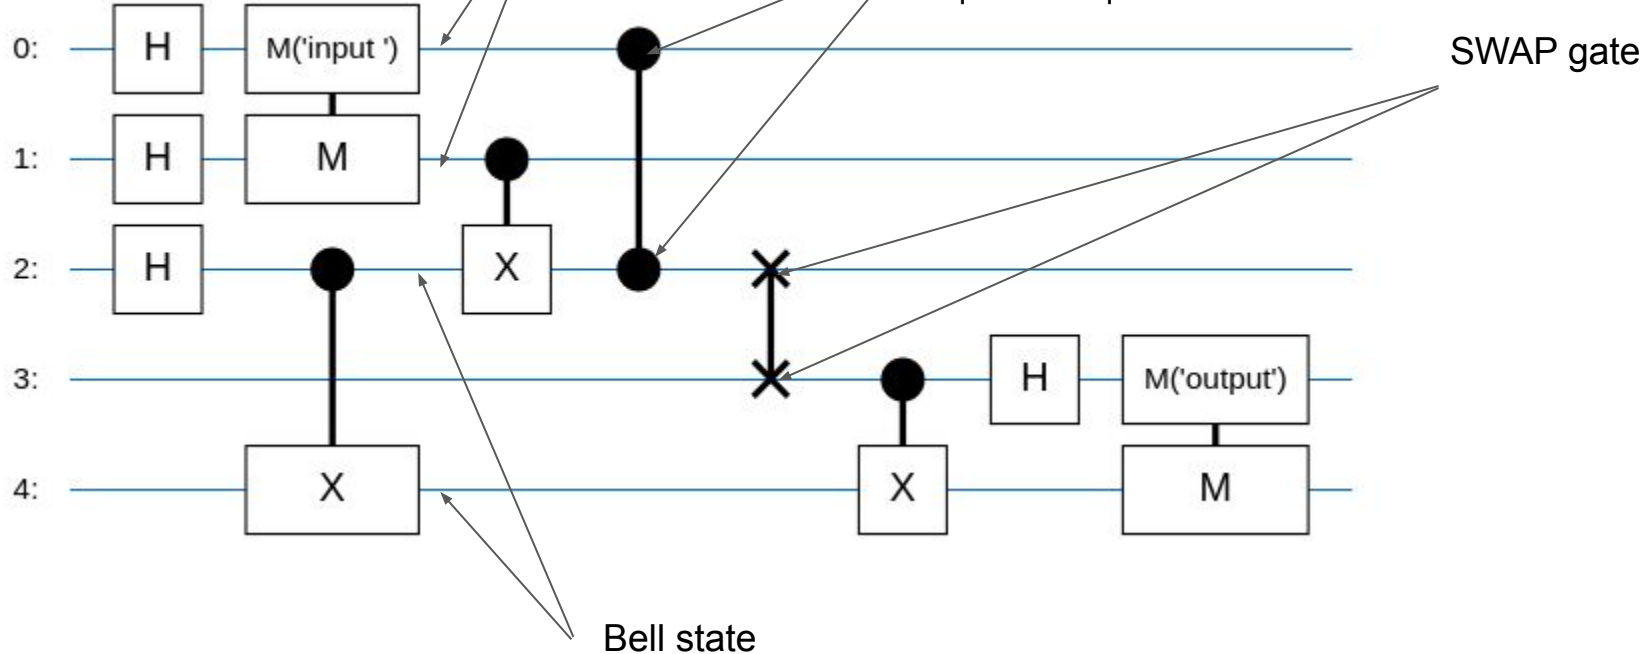 0: H M('input ')
SWAP gate
1: H M
2: H X
3: H M('output')
4: X X M
Bell state